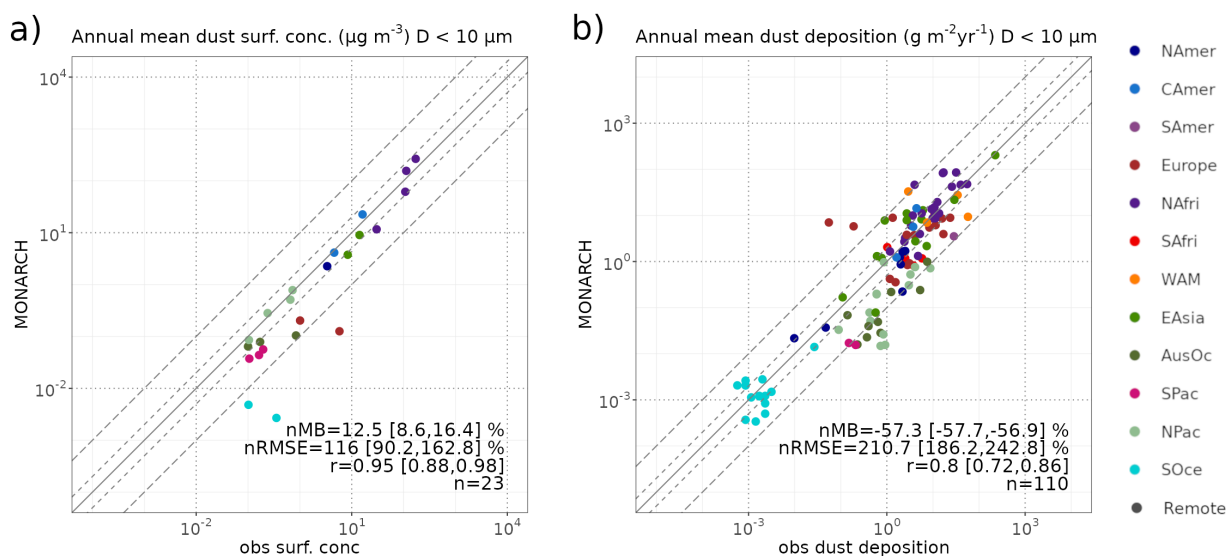 a)
Annual mean dust surf. conc. (μg m⁻³) D < 10 μm
10⁴
10¹
10⁻²
MONARCH
nMB=12.5 [8.6,16.4] %
nRMSE=116 [90.2,162.8] %
r=0.95 [0.88,0.98]
n=23
10⁻²
10¹
10⁴
obs surf. conc
b)
Annual mean dust deposition (g m⁻²yr⁻¹) D < 10 μm
10³
10⁰
10⁻³
MONARCH
nMB=-57.3 [-57.7,-56.9] %
nRMSE=210.7 [186.2,242.8] %
r=0.8 [0.72,0.86]
n=110
10⁻³
10⁰
10³
obs dust deposition
NAmer
CAmer
SAmer
Europe
NAfri
SAfri
WAM
EAsia
AusOc
SPac
NPac
SOce
Remote